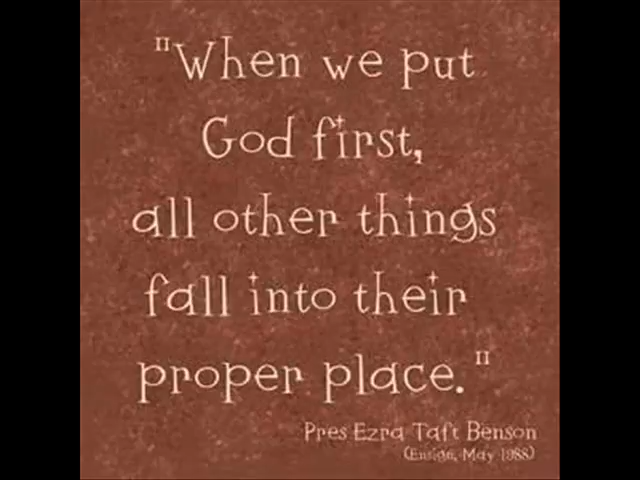 "When we put
God first,
all other things
fall into their
proper place."
Pres Ezra Taft Benson
(Ensign, May 1988)